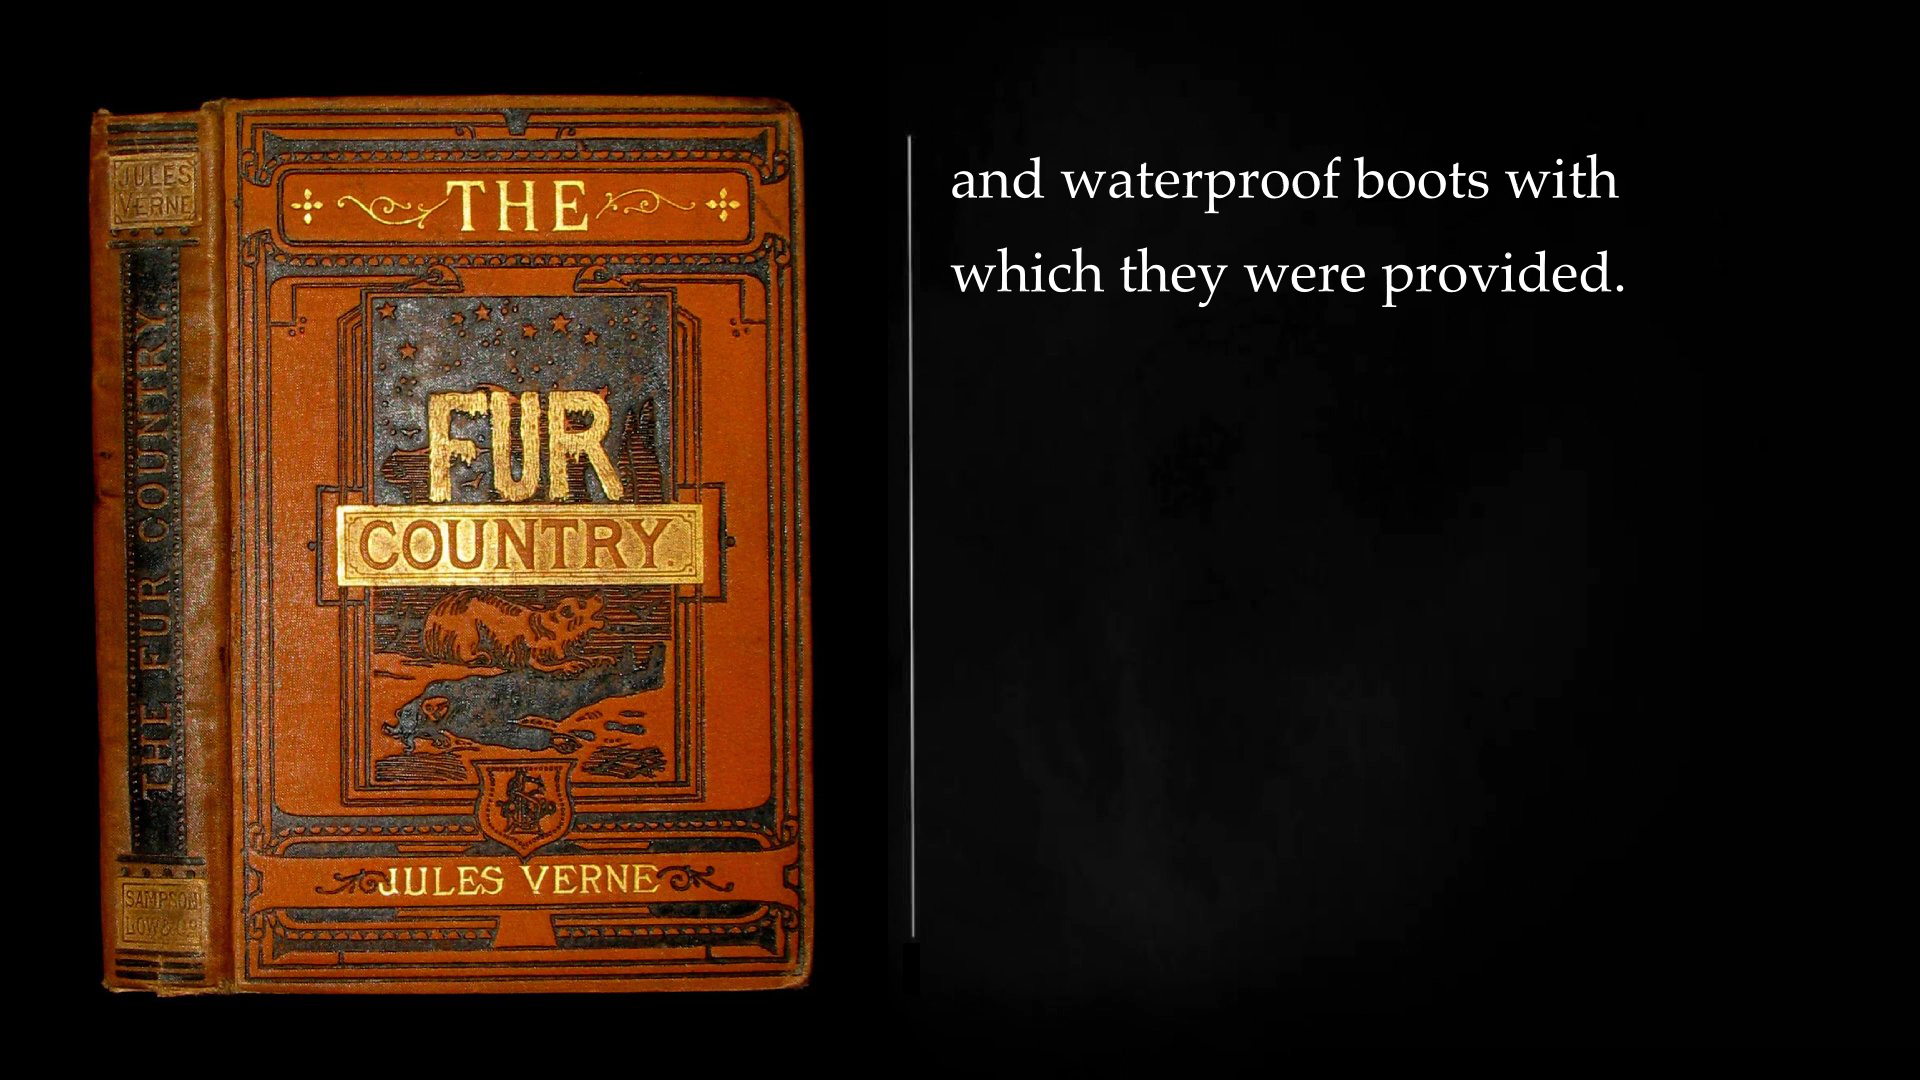 JULES
VERNE
THE FUR COUNTRY.
SAMPSON
LOW & Co
THE
FUR
COUNTRY.
JULES VERNE
and waterproof boots with
which they were provided.